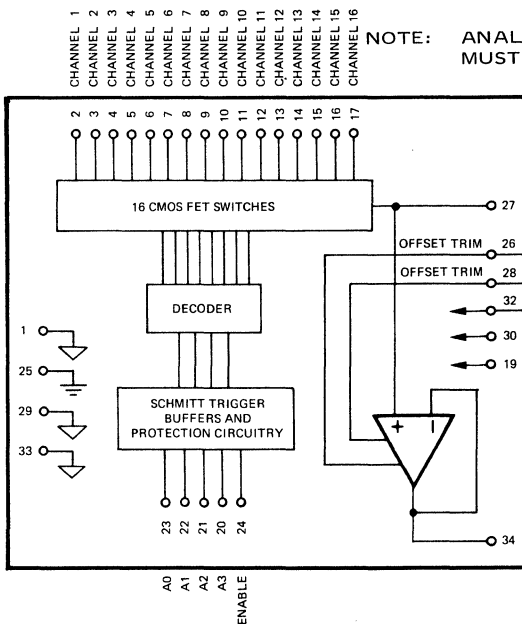 CHANNEL 1
CHANNEL 2
CHANNEL 3
CHANNEL 4
CHANNEL 5
CHANNEL 6
CHANNEL 7
CHANNEL 8
CHANNEL 9
CHANNEL 10
CHANNEL 11
CHANNEL 12
CHANNEL 13
CHANNEL 14
CHANNEL 15
CHANNEL 16
NOTE: ANAL
MUST
2
3
4
5
6
7
8
9
10
11
12
13
14
15
16
17
16 CMOS FET SWITCHES
27
OFFSET TRIM
26
OFFSET TRIM
28
32
30
19
DECODER
1
25
29
33
SCHMITT TRIGGER
BUFFERS AND
PROTECTION CIRCUITRY
+
−
23
22
21
20
24
34
A0
A1
A2
A3
ENABLE